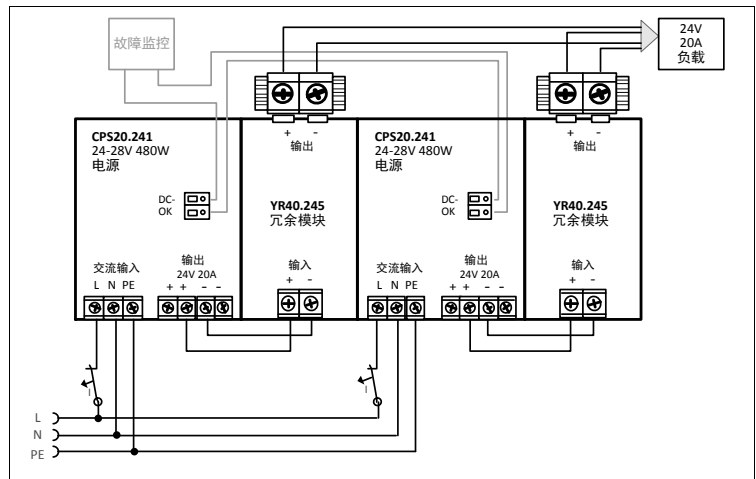 故障监控
24V
20A
负载
+ -
输出
+ -
输出
CPS20.241
24-28V 480W
电源
DC-
OK
YR40.245
冗余模块
CPS20.241
24-28V 480W
电源
DC-
OK
YR40.245
冗余模块
交流输入
L N PE
输出
24V 20A
+ + - -
输入
+ -
交流输入
L N PE
输出
24V 20A
+ + - -
输入
+ -
I
I
L
N
PE